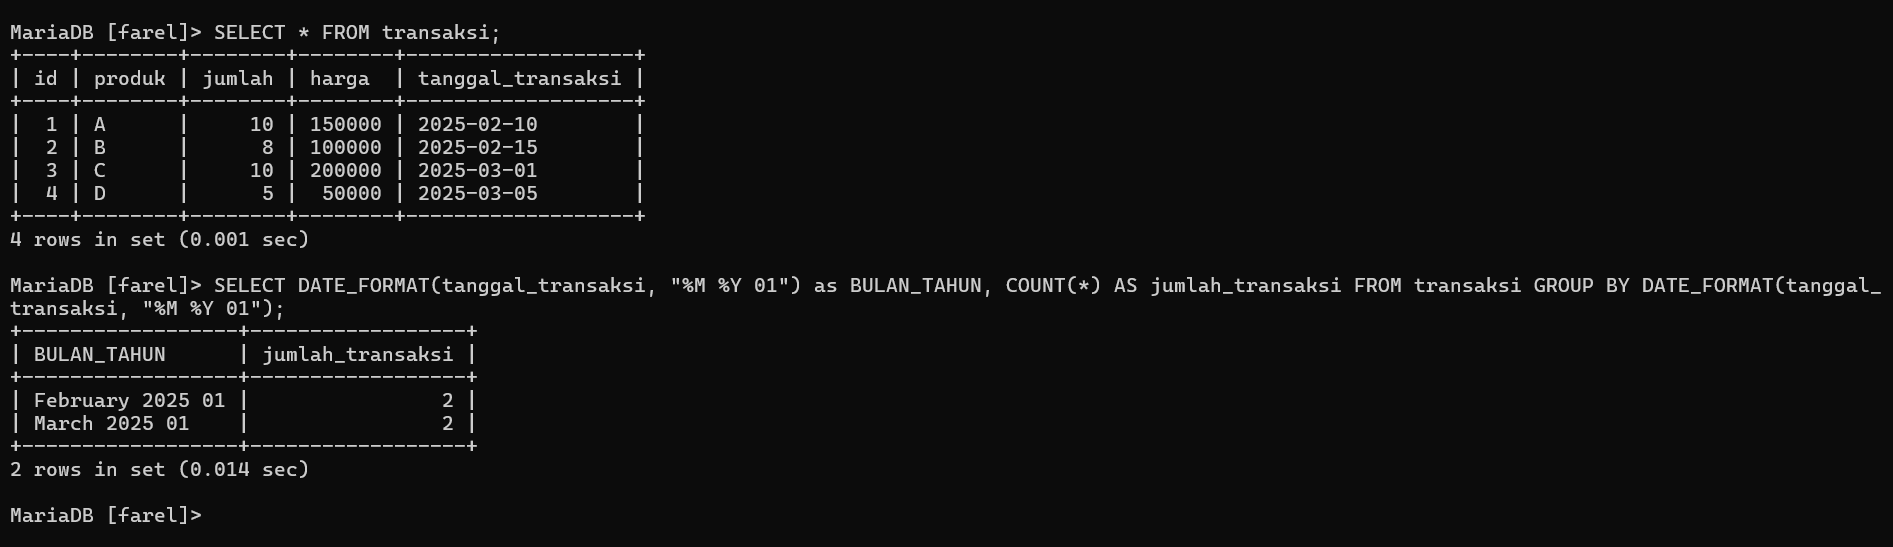 MariaDB [farel]> SELECT * FROM transaksi;
+----+--------+--------+--------+-------------------+
| id | produk | jumlah | harga  | tanggal_transaksi |
+----+--------+--------+--------+-------------------+
|  1 | A      |     10 | 150000 | 2025-02-10        |
|  2 | B      |      8 | 100000 | 2025-02-15        |
|  3 | C      |     10 | 200000 | 2025-03-01        |
|  4 | D      |      5 |  50000 | 2025-03-05        |
+----+--------+--------+--------+-------------------+
4 rows in set (0.001 sec)
MariaDB [farel]> SELECT DATE_FORMAT(tanggal_transaksi, "%M %Y 01") as BULAN_TAHUN, COUNT(*) AS jumlah_transaksi FROM transaksi GROUP BY DATE_FORMAT(tanggal_
transaksi, "%M %Y 01");
+------------------+------------------+
| BULAN_TAHUN      | jumlah_transaksi |
+------------------+------------------+
| February 2025 01 |                2 |
| March 2025 01    |                2 |
+------------------+------------------+
2 rows in set (0.014 sec)
MariaDB [farel]>